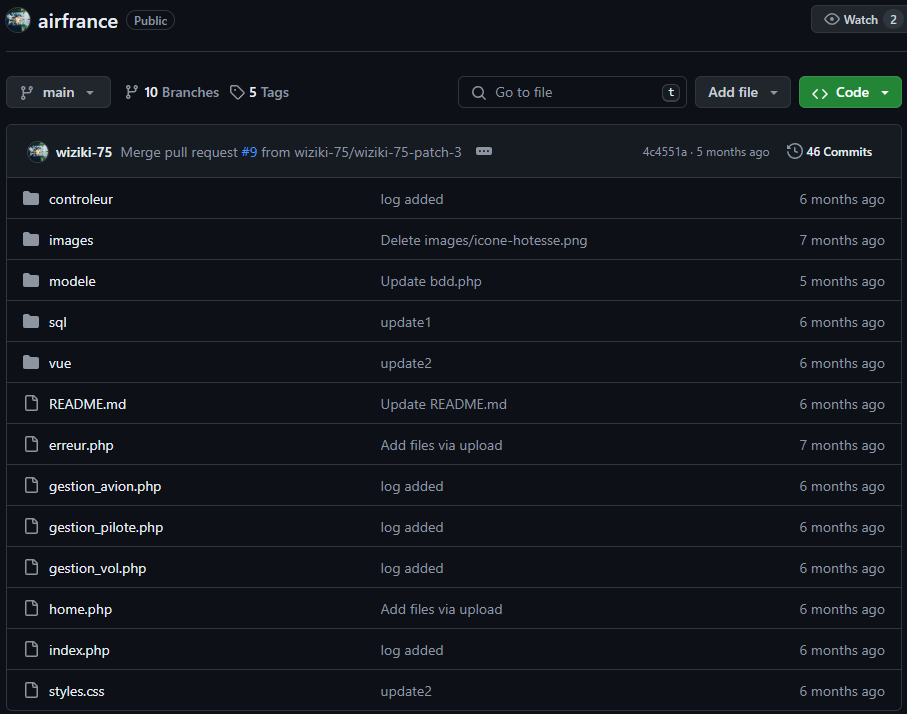 airfrance Public Watch 2
main 10 Branches 5 Tags Go to file t Add file Code
wiziki-75 Merge pull request #9 from wiziki-75/wiziki-75-patch-3 4c4551a · 5 months ago 46 Commits
controleur log added 6 months ago
images Delete images/icone-hotesse.png 7 months ago
modele Update bdd.php 5 months ago
sql update1 6 months ago
vue update2 6 months ago
README.md Update README.md 6 months ago
erreur.php Add files via upload 7 months ago
gestion_avion.php log added 6 months ago
gestion_pilote.php log added 6 months ago
gestion_vol.php log added 6 months ago
home.php Add files via upload 6 months ago
index.php log added 6 months ago
styles.css update2 6 months ago